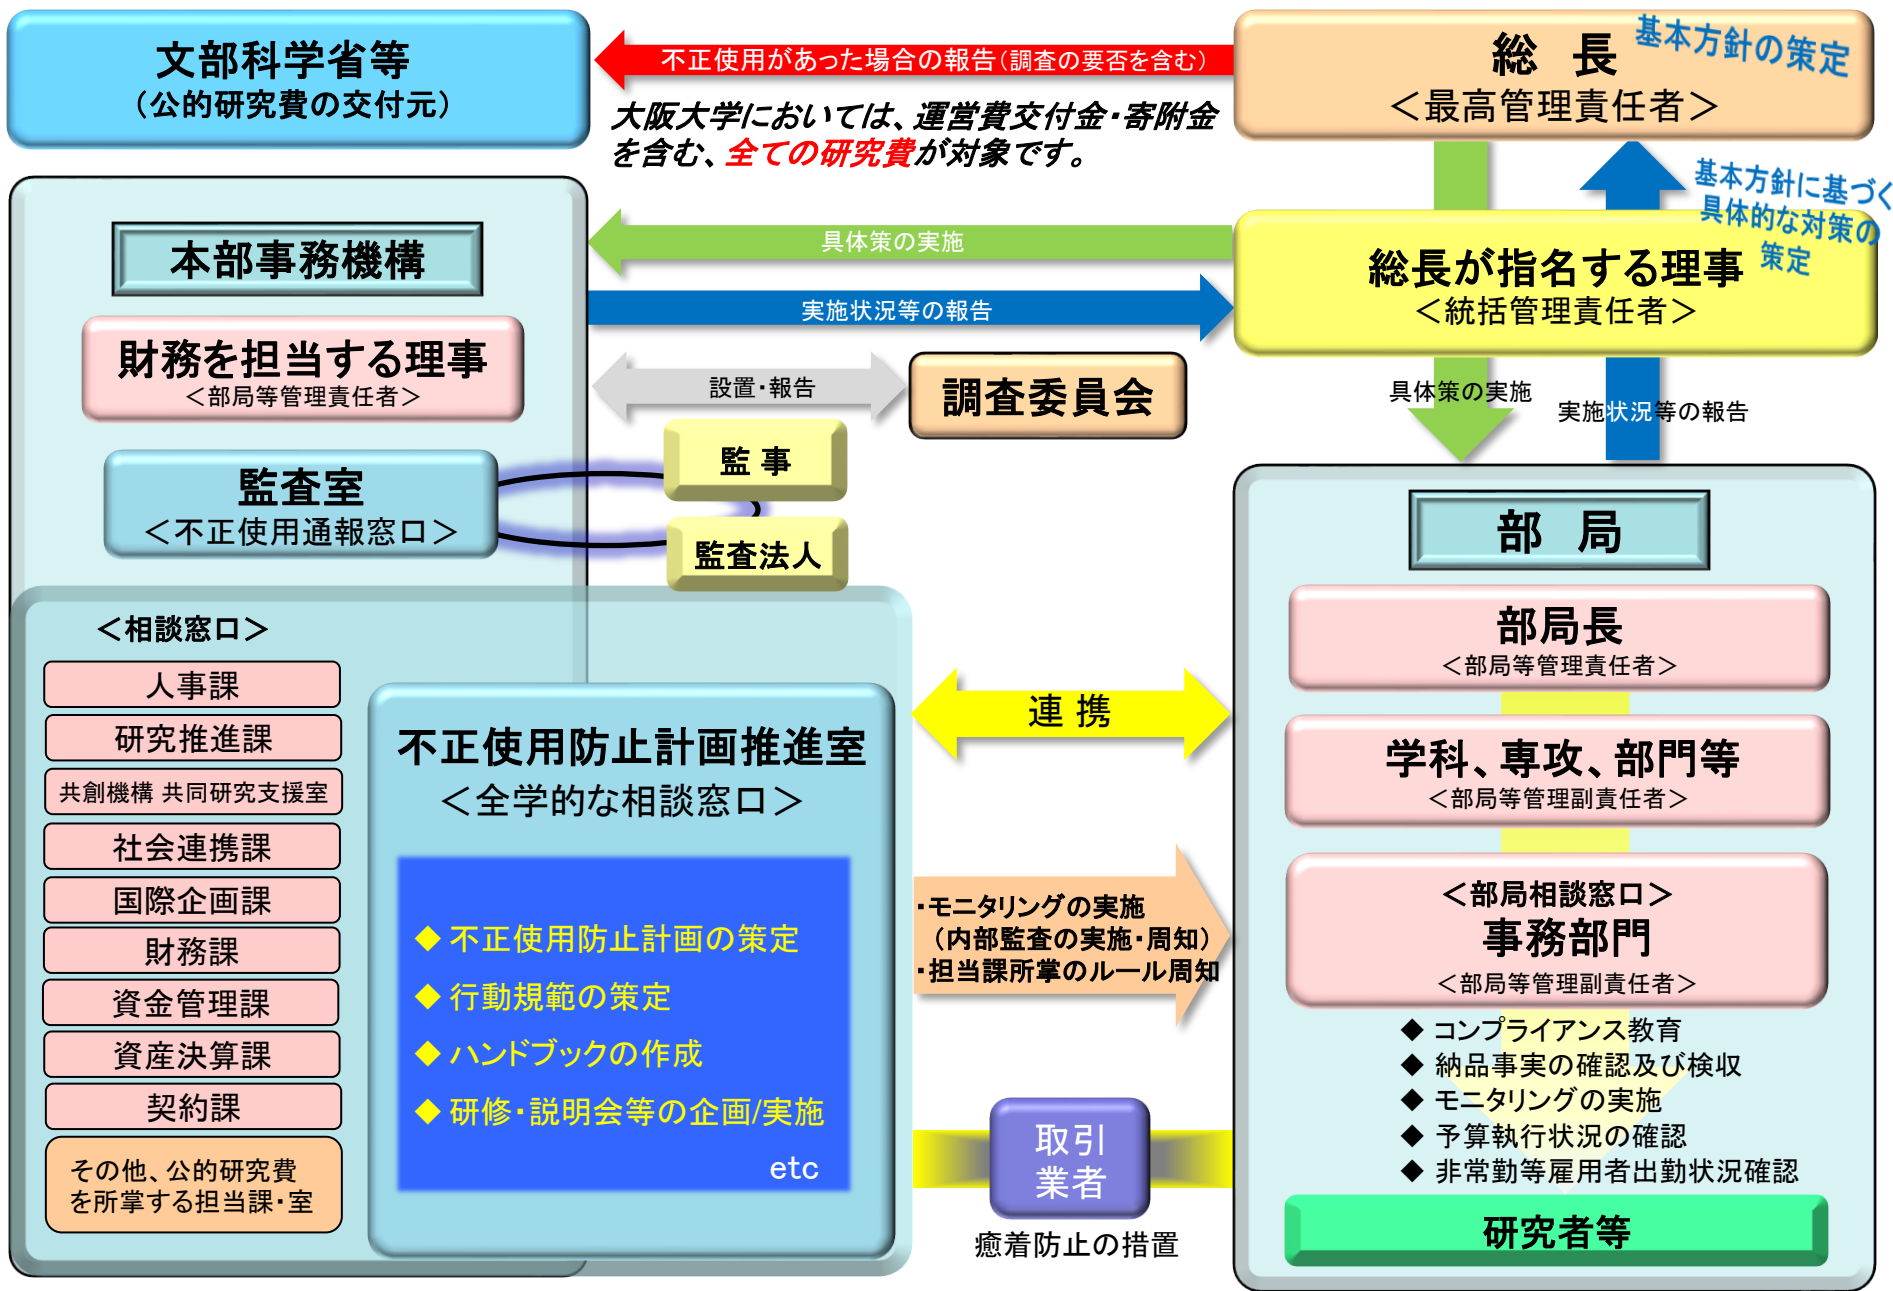 文部科学省等
（公的研究費の交付元）
不正使用があった場合の報告（調査の要否を含む）
総 長
＜最高管理責任者＞
基本方針の策定
大阪大学においては、運営費交付金・寄附金
を含む、全ての研究費が対象です。
基本方針に基づく
具体的な対策の
策定
総長が指名する理事
＜統括管理責任者＞
具体策の実施
実施状況等の報告
本部事務機構
財務を担当する理事
＜部局等管理責任者＞
設置・報告
調査委員会
具体策の実施
実施状況等の報告
監査室
＜不正使用通報窓口＞
監 事
監査法人
＜相談窓口＞
人事課
研究推進課
共創機構 共同研究支援室
社会連携課
国際企画課
財務課
資金管理課
資産決算課
契約課
その他、公的研究費
を所掌する担当課・室
不正使用防止計画推進室
＜全学的な相談窓口＞
◆ 不正使用防止計画の策定
◆ 行動規範の策定
◆ ハンドブックの作成
◆ 研修・説明会等の企画/実施
etc
連 携
・モニタリングの実施
（内部監査の実施・周知）
・担当課所掌のルール周知
取引
業者
癒着防止の措置
部 局
部局長
＜部局等管理責任者＞
学科、専攻、部門等
＜部局等管理副責任者＞
＜部局相談窓口＞
事務部門
＜部局等管理副責任者＞
◆ コンプライアンス教育
◆ 納品事実の確認及び検収
◆ モニタリングの実施
◆ 予算執行状況の確認
◆ 非常勤等雇用者出勤状況確認
研究者等